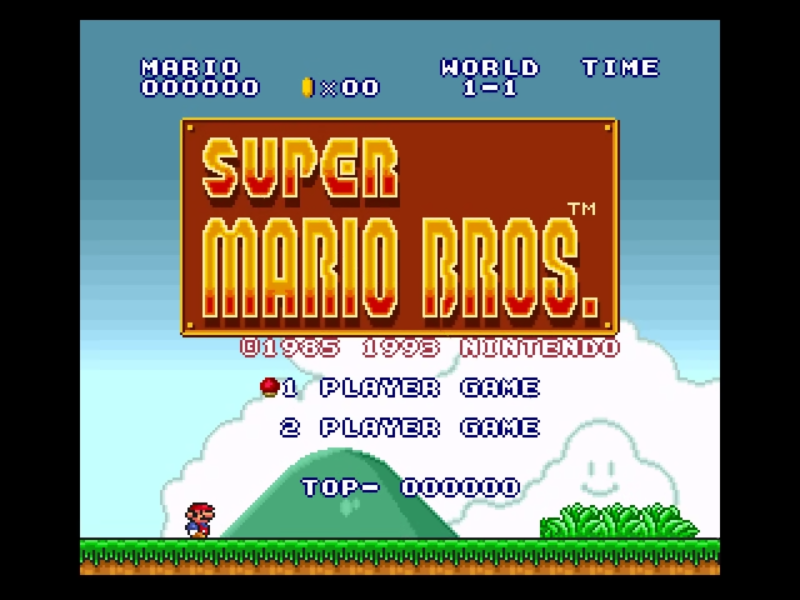 MARIO WORLD TIME
000000 ×00 1-1
SUPER
MARIO BROS.™
©1985 1993 NINTENDO
1 PLAYER GAME
2 PLAYER GAME
TOP- 000000